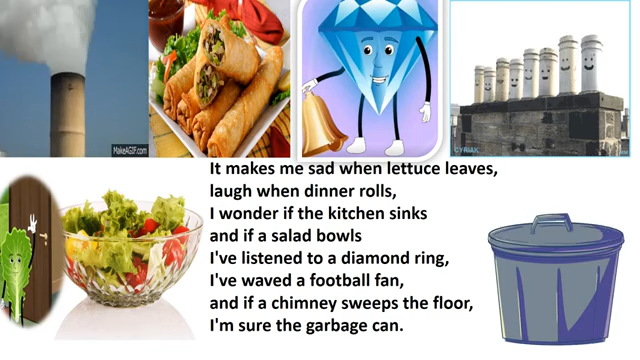 MakeAGIF.com
CYRIAK
It makes me sad when lettuce leaves,
laugh when dinner rolls,
I wonder if the kitchen sinks
and if a salad bowls
I've listened to a diamond ring,
I've waved a football fan,
and if a chimney sweeps the floor,
I'm sure the garbage can.